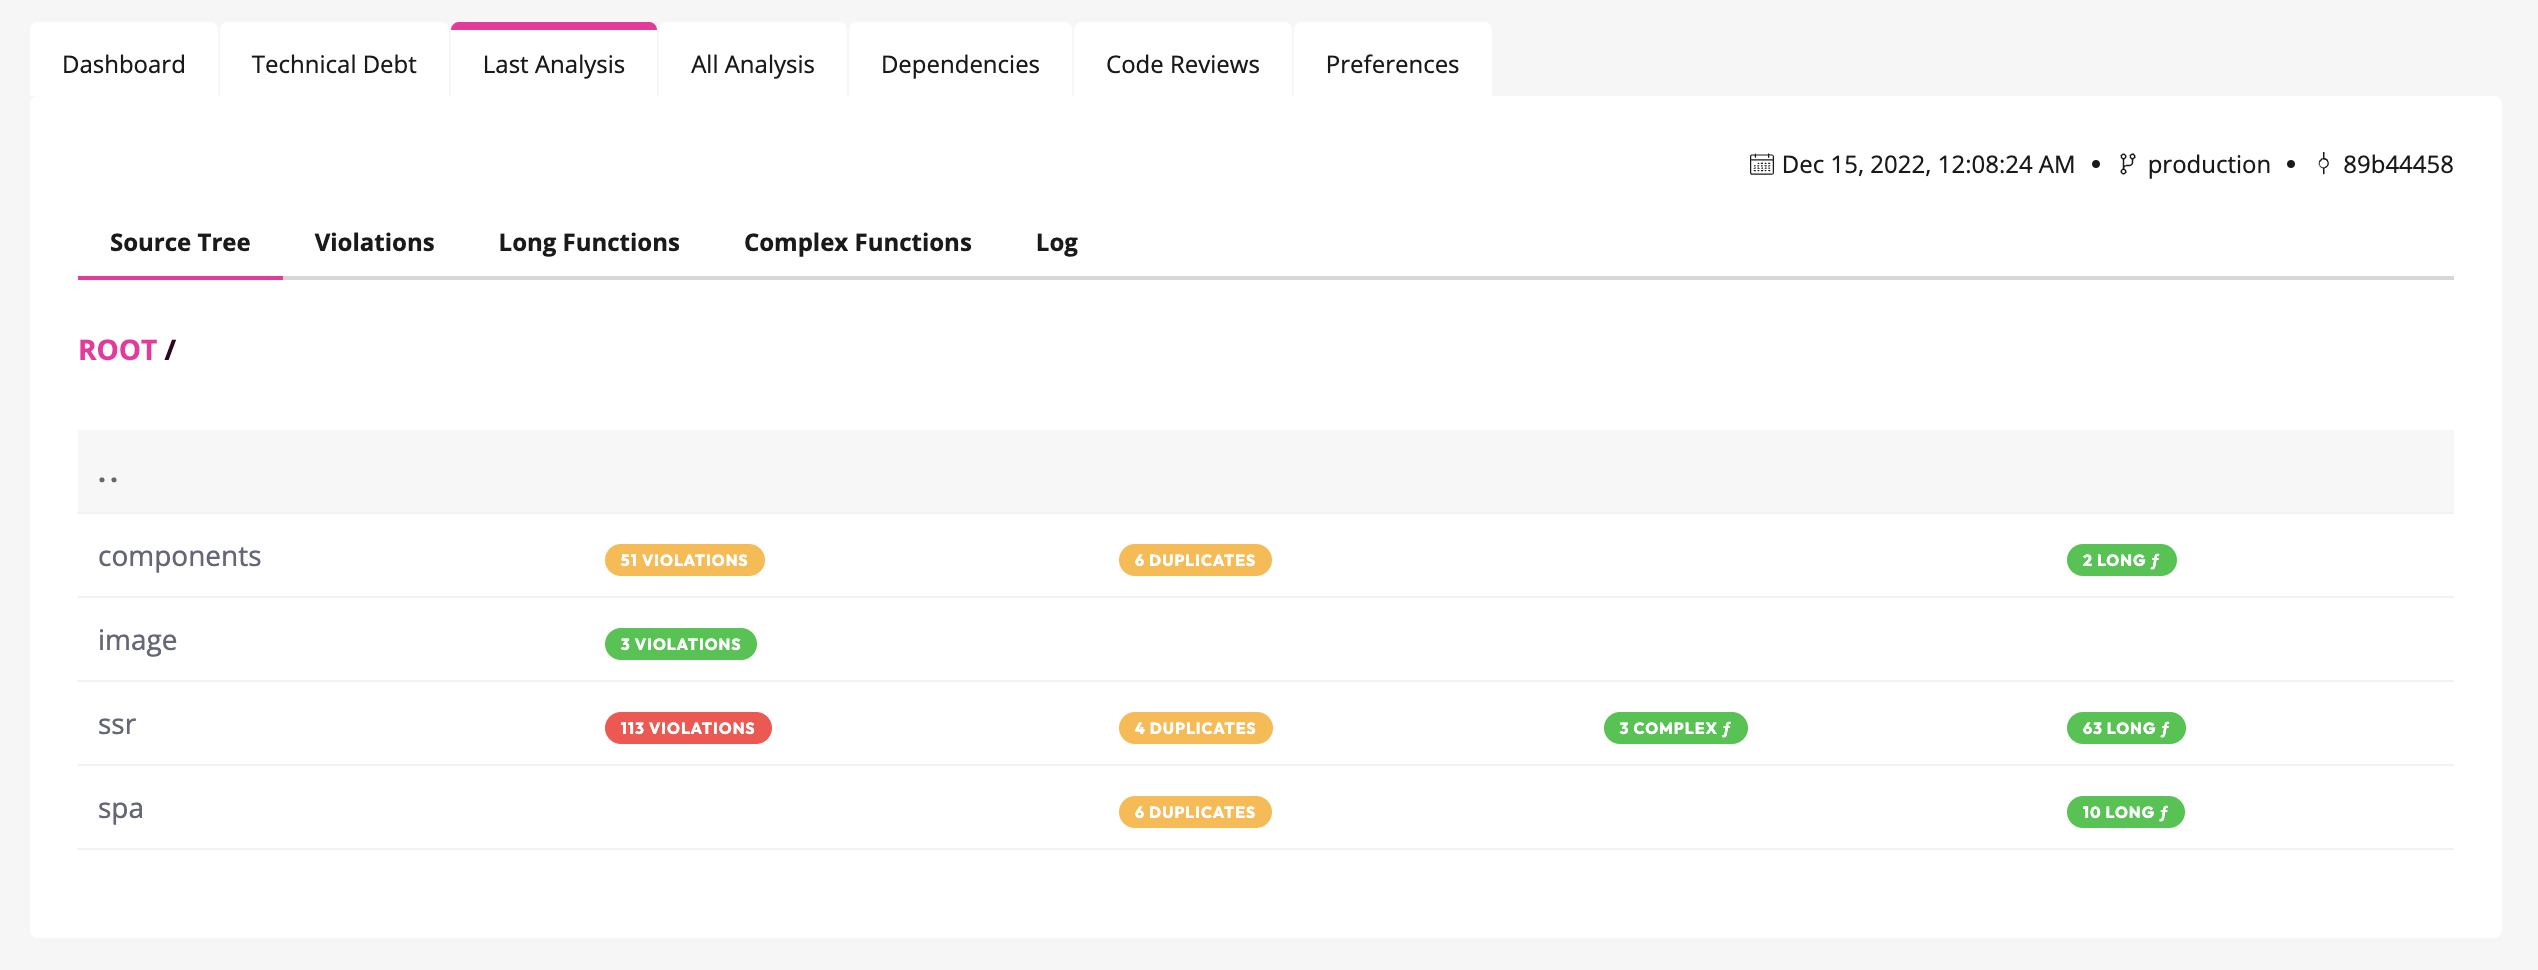 Dashboard Technical Debt Last Analysis All Analysis Dependencies Code Reviews Preferences
Dec 15, 2022, 12:08:24 AM • production • 89b44458
Source Tree Violations Long Functions Complex Functions Log
ROOT /
..
components 51 VIOLATIONS 6 DUPLICATES 2 LONG ƒ
image 3 VIOLATIONS
ssr 113 VIOLATIONS 4 DUPLICATES 3 COMPLEX ƒ 63 LONG ƒ
spa 6 DUPLICATES 10 LONG ƒ